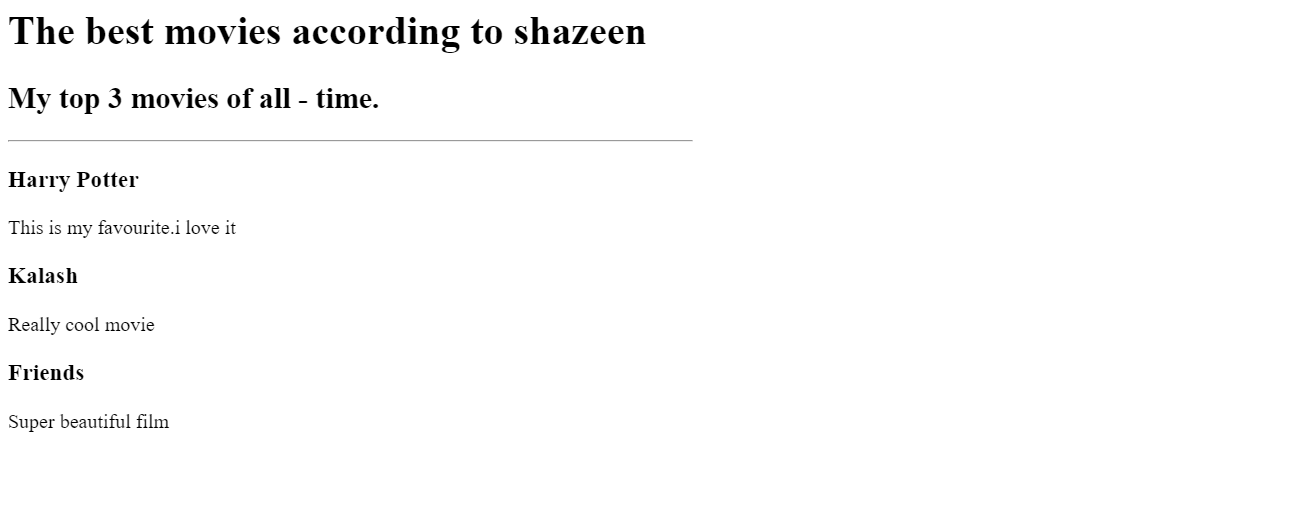 The best movies according to shazeen
My top 3 movies of all - time.
Harry Potter
This is my favourite.i love it
Kalash
Really cool movie
Friends
Super beautiful film